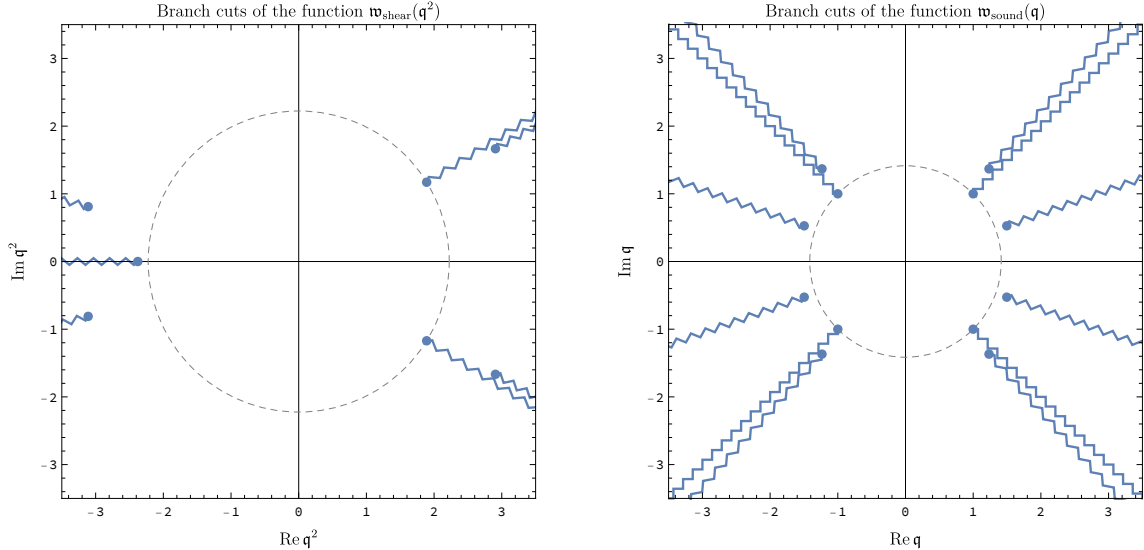 Branch cuts of the function 𝔴shear(𝔮²)
Im 𝔮²
3
2
1
0
−1
−2
−3
−3 −2 −1 0 1 2 3
Re 𝔮²
Branch cuts of the function 𝔴sound(𝔮)
Im 𝔮
3
2
1
0
−1
−2
−3
−3 −2 −1 0 1 2 3
Re 𝔮